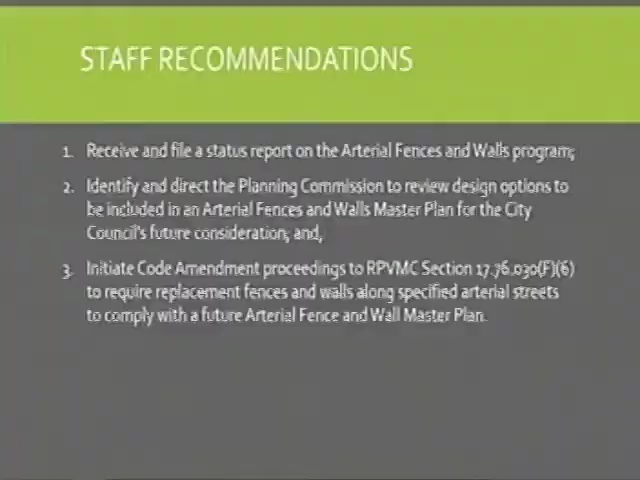 STAFF RECOMMENDATIONS
1. Receive and file a status report on the Arterial Fences and Walls program;
2. Identify and direct the Planning Commission to review design options to
be included in an Arterial Fences and Walls Master Plan for the City
Council's future consideration; and,
3. Initiate Code Amendment proceedings to RPVMC Section 17.76.030(F)(6)
to require replacement fences and walls along specified arterial streets
to comply with a future Arterial Fence and Wall Master Plan.